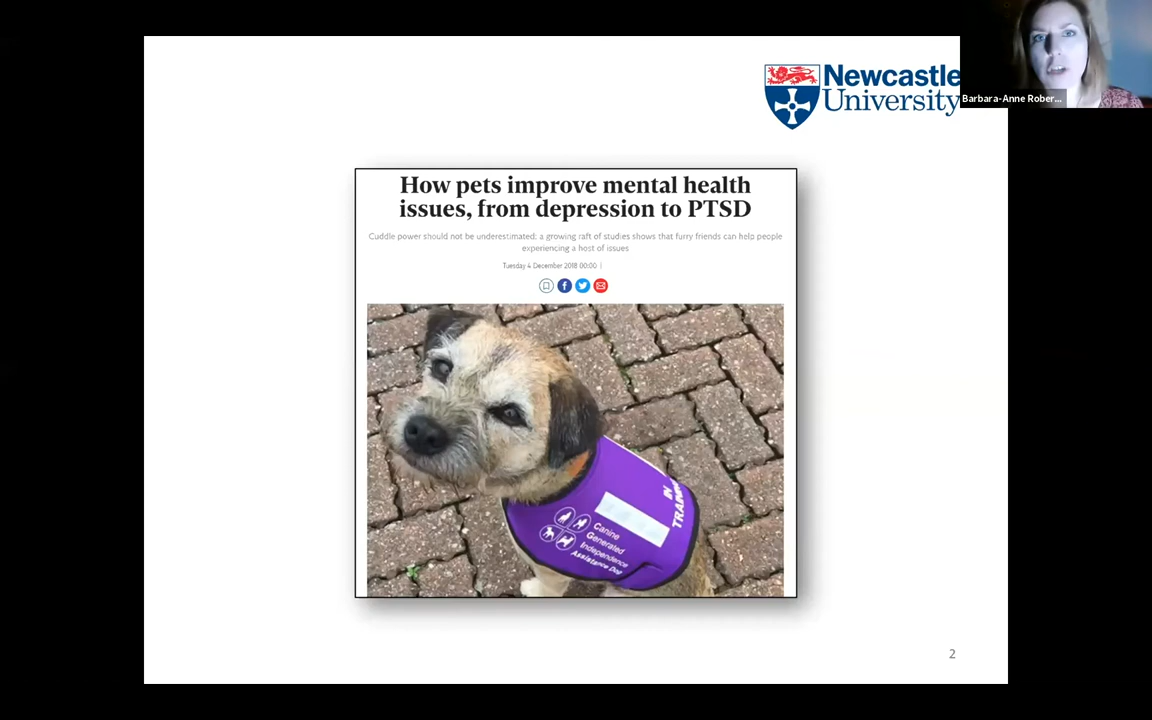 Newcastle
University
Barbara-Anne Rober...
How pets improve mental health
issues, from depression to PTSD
Cuddle power should not be underestimated: a growing raft of studies shows that furry friends can help people
experiencing a host of issues
Tuesday 4 December 2018 00:00 |
IN
TRAINING
Canine
Generated
Independence
Assistance Dog
2